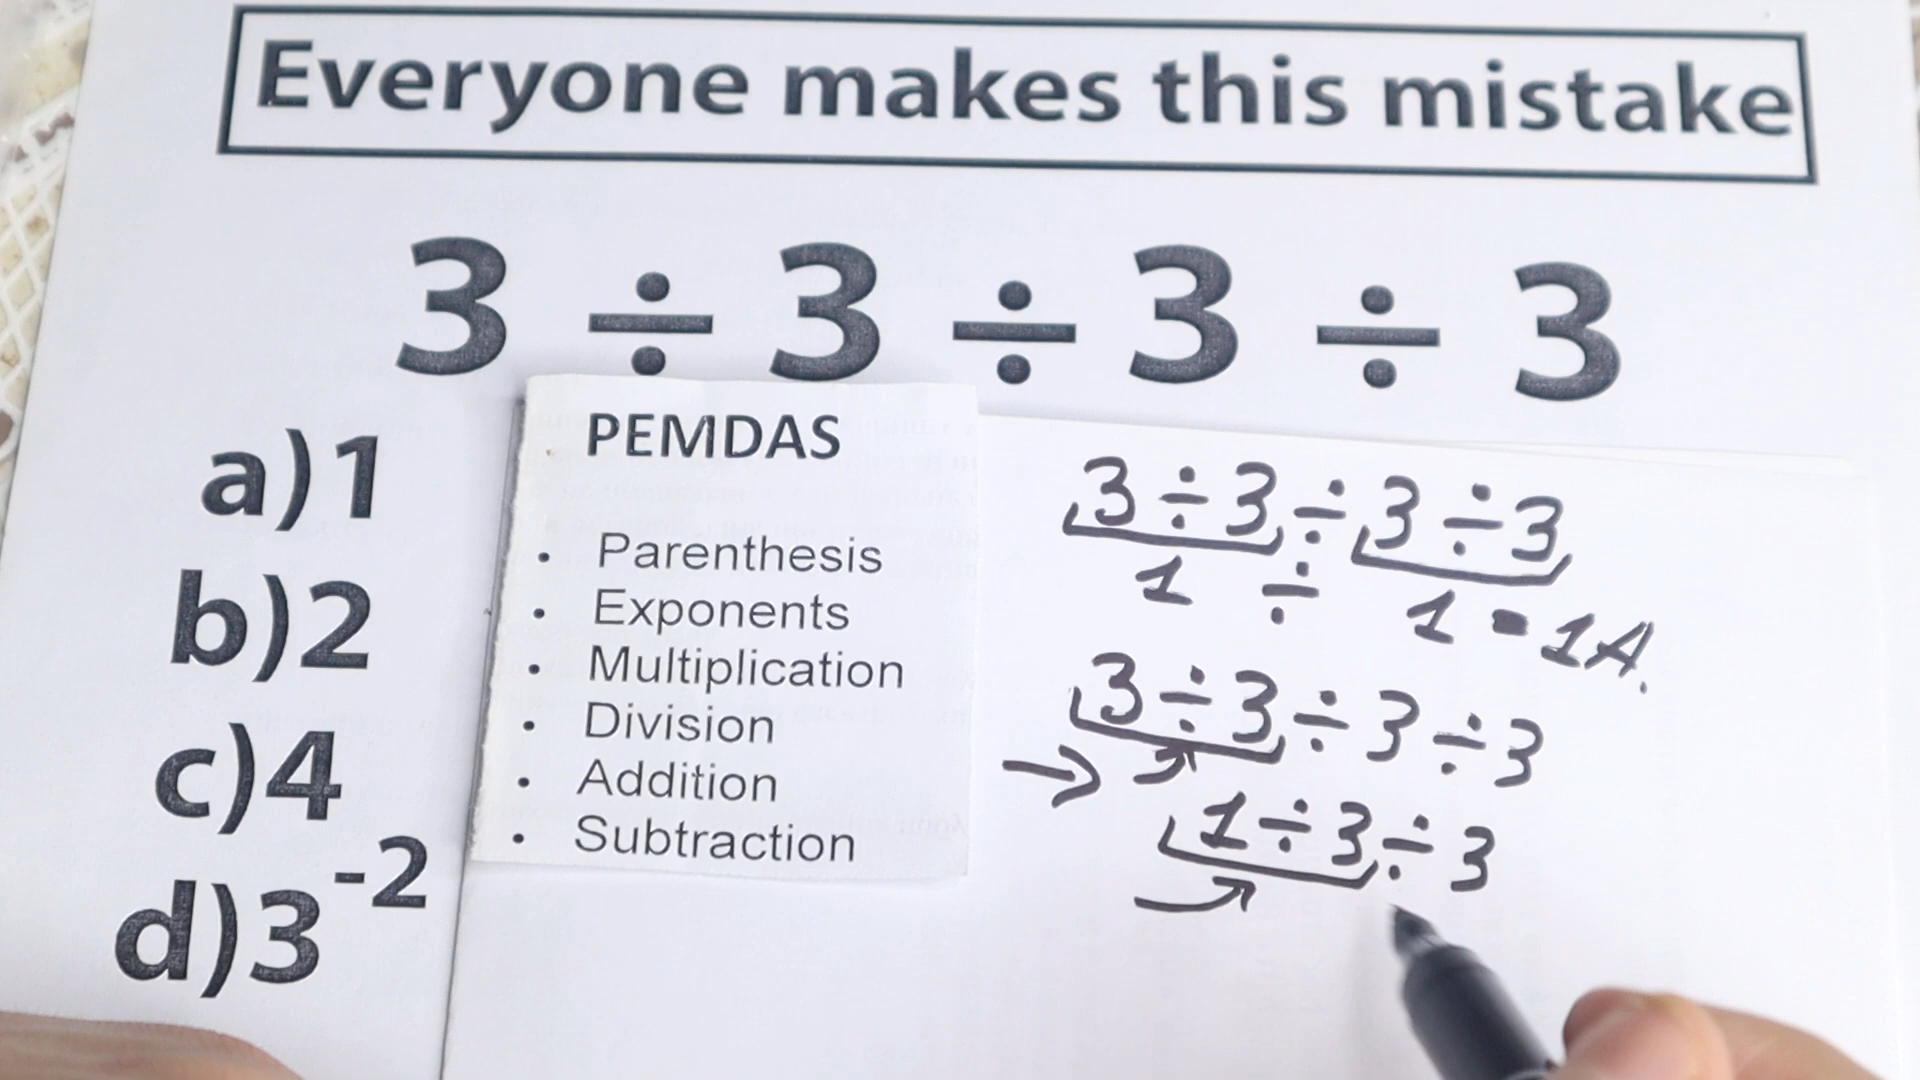 Everyone makes this mistake
3 ÷ 3 ÷ 3 ÷ 3
a)1
b)2
c)4
d)3⁻²
PEMDAS
• Parenthesis
• Exponents
• Multiplication
• Division
• Addition
• Subtraction
3÷3÷3÷3
1 ÷ 1 = 1A.
3÷3÷3÷3
→
1÷3÷3